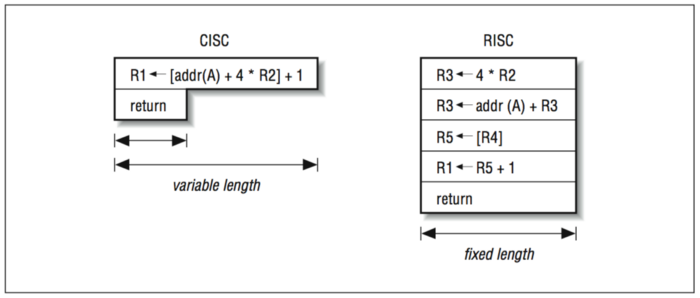 CISC
R1 ← [addr(A) + 4 * R2] + 1
return
variable length
RISC
R3 ← 4 * R2
R3 ← addr (A) + R3
R5 ← [R4]
R1 ← R5 + 1
return
fixed length